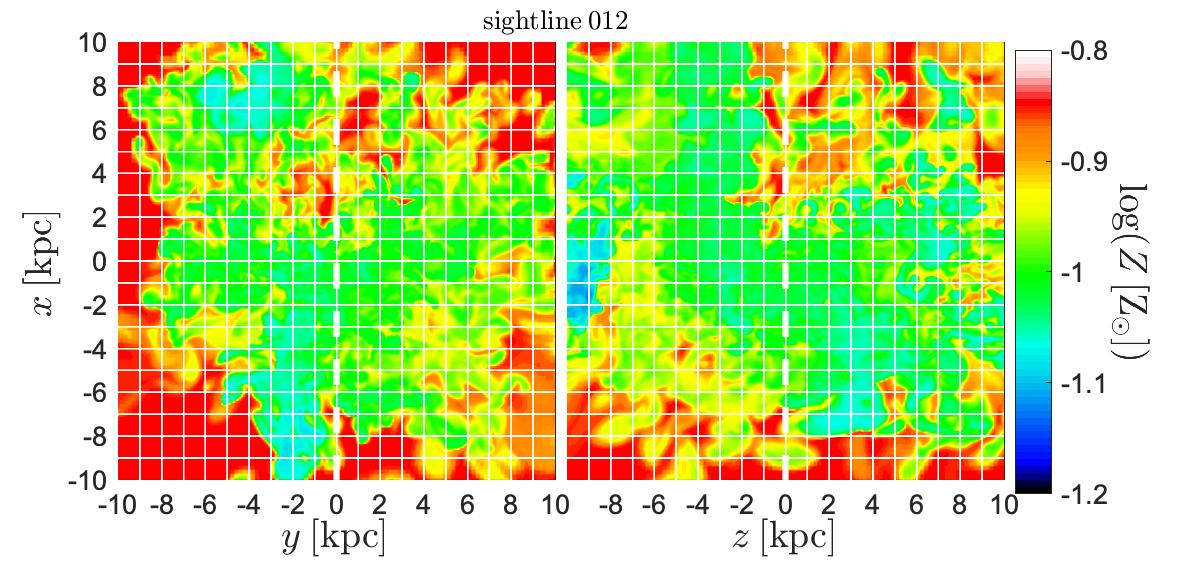 sightline 012
10
8
6
4
2
0
-2
-4
-6
-8
-10
x [kpc]
-10 -8 -6 -4 -2 0 2 4 6 8 10
y [kpc]
-8 -6 -4 -2 0 2 4 6 8 10
z [kpc]
-0.8
-0.9
-1
-1.1
-1.2
log(Z [Z⊙])